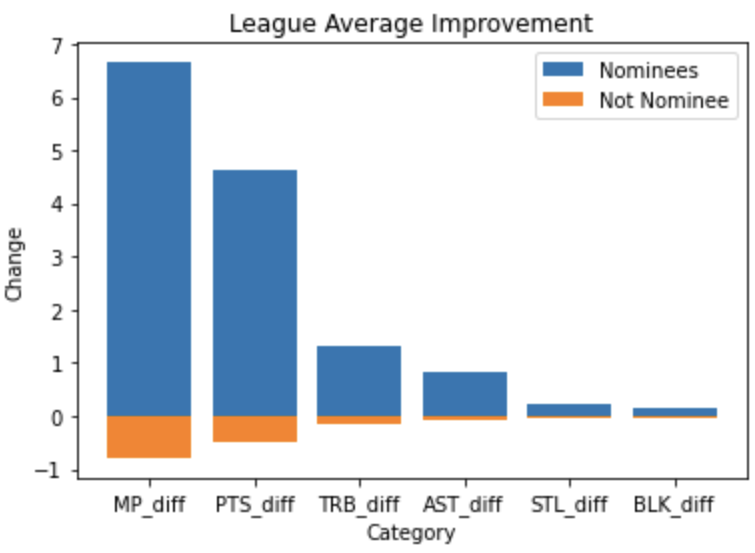 League Average Improvement
7
6
5
4
3
2
1
0
−1
Change
Nominees
Not Nominee
MP_diff PTS_diff TRB_diff AST_diff STL_diff BLK_diff
Category